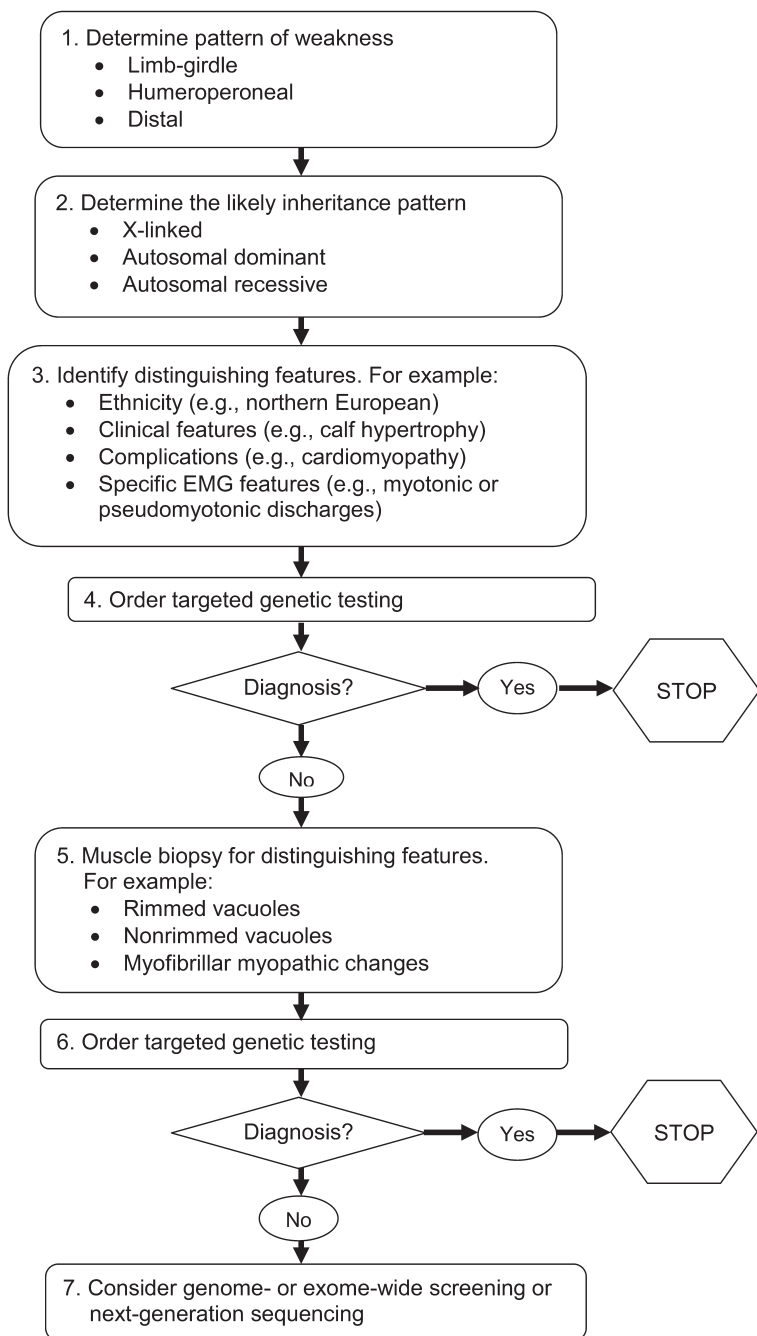 1. Determine pattern of weakness
• Limb-girdle
• Humeroperoneal
• Distal
2. Determine the likely inheritance pattern
• X-linked
• Autosomal dominant
• Autosomal recessive
3. Identify distinguishing features. For example:
• Ethnicity (e.g., northern European)
• Clinical features (e.g., calf hypertrophy)
• Complications (e.g., cardiomyopathy)
• Specific EMG features (e.g., myotonic or
pseudomyotonic discharges)
4. Order targeted genetic testing
Diagnosis?
Yes
STOP
No
5. Muscle biopsy for distinguishing features.
For example:
• Rimmed vacuoles
• Nonrimmed vacuoles
• Myofibrillar myopathic changes
6. Order targeted genetic testing
Diagnosis?
Yes
STOP
No
7. Consider genome- or exome-wide screening or
next-generation sequencing